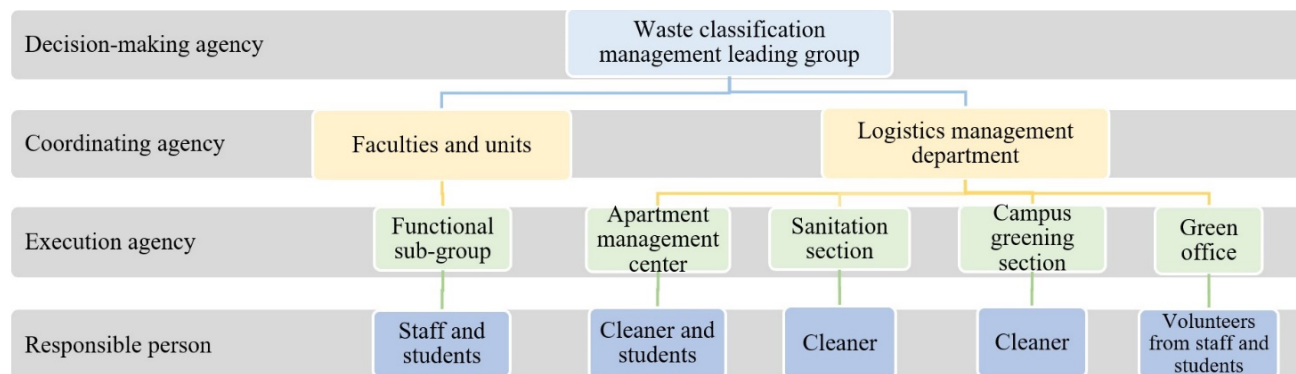 Decision-making agency
Waste classification
management leading group
Coordinating agency
Faculties and units
Logistics management
department
Execution agency
Functional
sub-group
Apartment
management
center
Sanitation
section
Campus
greening
section
Green
office
Responsible person
Staff and
students
Cleaner and
students
Cleaner
Cleaner
Volunteers
from staff and
students